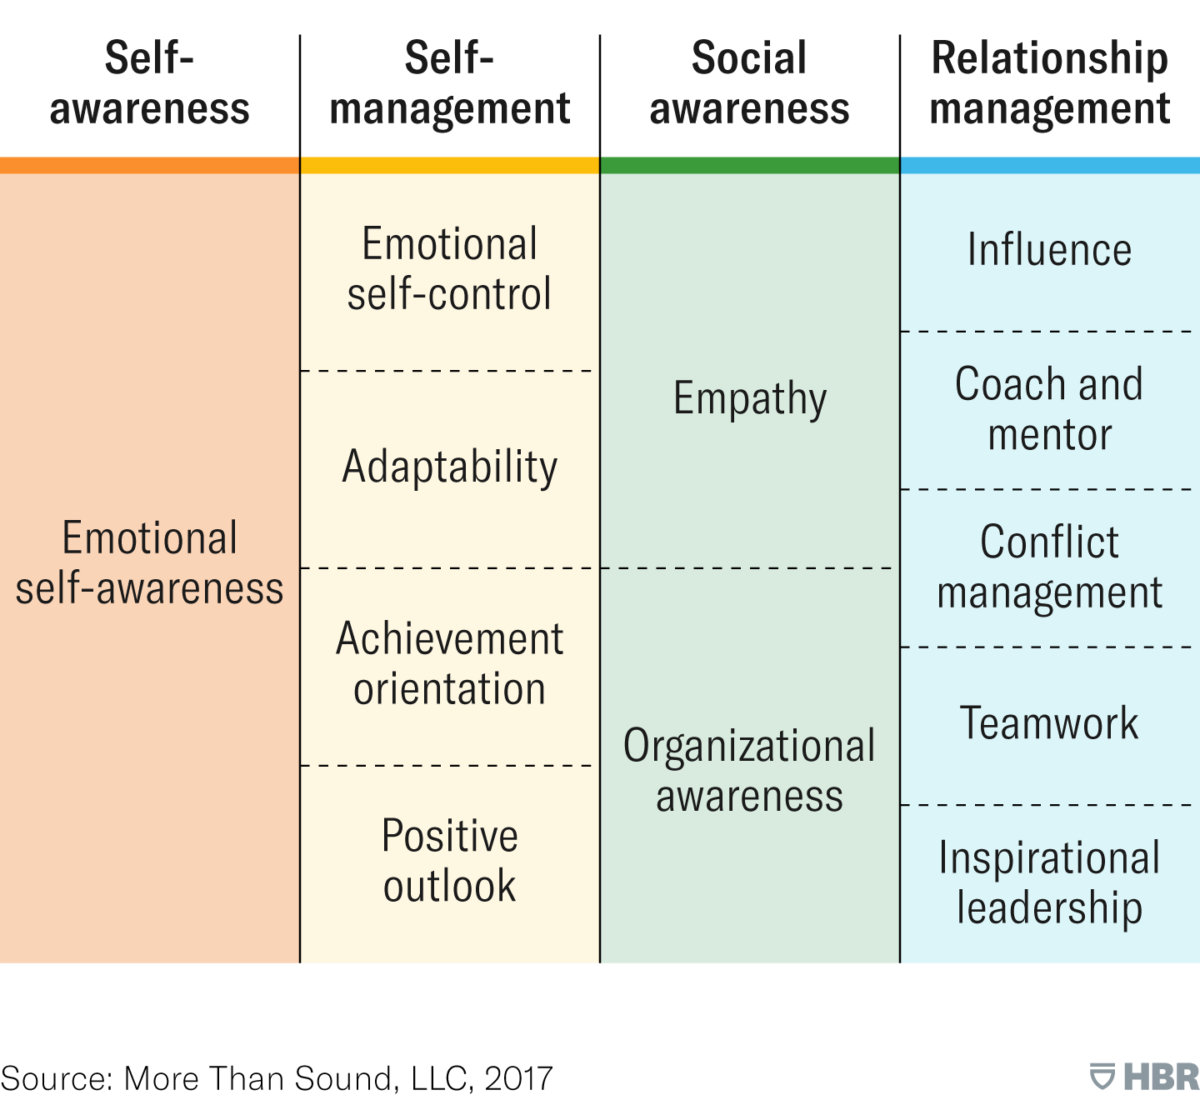 Self-
awareness
Self-
management
Social
awareness
Relationship
management
Emotional
self-awareness
Emotional
self-control
Adaptability
Achievement
orientation
Positive
outlook
Empathy
Organizational
awareness
Influence
Coach and
mentor
Conflict
management
Teamwork
Inspirational
leadership
Source: More Than Sound, LLC, 2017
HBR